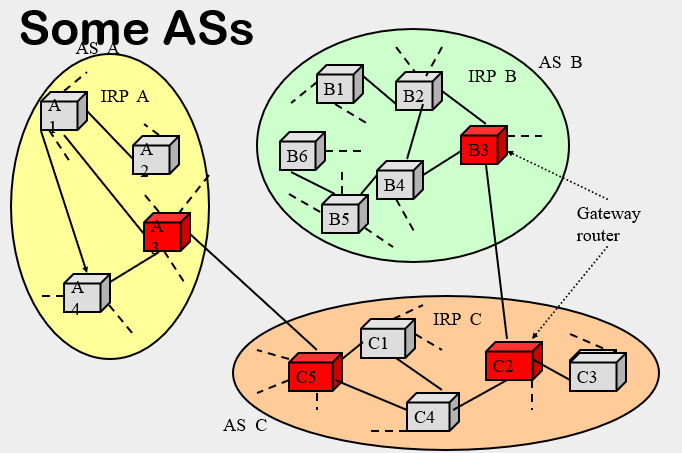 Some ASs
AS A
IRP A
A
1
A
2
A
3
A
4
AS B
IRP B
B1
B2
B3
B6
B4
B5
Gateway
router
IRP C
C1
C2
C5
C3
C4
AS C